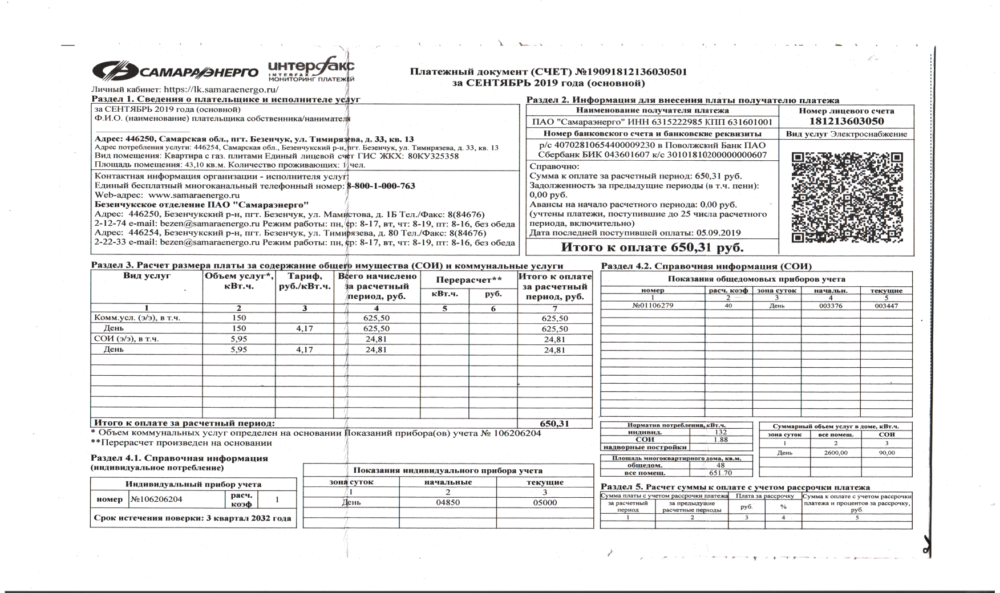 САМАРАЭНЕРГО
интерфакс
INTERFAX
МОНИТОРИНГ ПЛАТЕЖЕЙ
Личный кабинет: https://lk.samaraenergo.ru/
Платежный документ (СЧЕТ) №19091812136030501
за СЕНТЯБРЬ 2019 года (основной)
Раздел 1. Сведения о плательщике и исполнителе услуг
за СЕНТЯБРЬ 2019 года (основной)
Ф.И.О. (наименование) плательщика собственника/нанимателя
Адрес: 446250, Самарская обл., пгт. Безенчук, ул. Тимирязева, д. 33, кв. 13
Адрес потребления услуги: 446254, Самарская обл., Безенчукский р-н, пгт. Безенчук, ул. Тимирязева, д. 33, кв. 13
Вид помещения: Квартира с газ. плитами Единый лицевой счет ГИС ЖКХ: 80КУ325358
Площадь помещения: 43,10 кв.м. Количество проживающих: 1 чел.
Контактная информация организации - исполнителя услуг:
Единый бесплатный многоканальный телефонный номер: 8-800-1-000-763
Web-адрес: www.samaraenergo.ru
Безенчукское отделение ПАО "Самараэнерго"
Адрес: 446250, Безенчукский р-н, пгт. Безенчук, ул. Мамистова, д. 1Б Тел./Факс: 8(84676)
2-12-74 e-mail: bezen@samaraenergo.ru Режим работы: пн, ср: 8-17, вт, чт: 8-19, пт: 8-16, без обеда
Адрес: 446254, Безенчукский р-н, пгт. Безенчук, ул. Тимирязева, д. 80 Тел./Факс: 8(84676)
2-22-33 e-mail: bezen@samaraenergo.ru Режим работы: пн, ср: 8-17, вт, чт: 8-19, пт: 8-16, без обеда
Раздел 2. Информация для внесения платы получателю платежа
Наименование получателя платежа
ПАО "Самараэнерго" ИНН 6315222985 КПП 631601001
Номер банковского счета и банковские реквизиты
р/с 40702810654400009230 в Поволжский Банк ПАО
Сбербанк БИК 043601607 к/с 30101810200000000607
Справочно:
Сумма к оплате за расчетный период: 650,31 руб.
Задолженность за предыдущие периоды (в т.ч. пени):
0,00 руб.
Авансы на начало расчетного периода: 0,00 руб.
(учтены платежи, поступившие до 25 числа расчетного
периода, включительно)
Дата последней поступившей оплаты: 05.09.2019
Итого к оплате 650,31 руб.
Номер лицевого счета
181213603050
Вид услуг Электроснабжение
Раздел 3. Расчет размера платы за содержание общего имущества (СОИ) и коммунальные услуги
Вид услуг Объем услуг*, кВт.ч. Тариф, руб./кВт.ч. Всего начислено за расчетный период, руб. Перерасчет** кВт.ч. руб. Итого к оплате за расчетный период, руб.
1 2 3 4 5 6 7
Комм.усл. (э/э), в т.ч. 150 625,50 625,50
День 150 4,17 625,50 625,50
СОИ (э/э), в т.ч. 5,95 24,81 24,81
День 5,95 4,17 24,81 24,81
Итого к оплате за расчетный период: 650,31
* Объем коммунальных услуг определен на основании Показаний прибора(ов) учета № 106206204
**Перерасчет произведен на основании
Раздел 4.1. Справочная информация
(индивидуальное потребление)
Индивидуальный прибор учета
номер №106206204 расч. коэф 1
Срок истечения поверки: 3 квартал 2032 года
Показания индивидуального прибора учета
зона суток начальные текущие
1 2 3
День 04850 05000
Раздел 4.2. Справочная информация (СОИ)
Показания общедомовых приборов учета
номер расч. коэф зона суток начальн. текущие
1 2 3 4 5
№01106279 40 День 003376 003447
Норматив потребления, кВт.ч.
индивид. 132
СОИ 1.88
надворные постройки
Площадь многоквартирного дома, кв.м.
общедом. 48
все помещ. 651.70
Суммарный объем услуг в доме, кВт.ч.
зона суток все помещ. СОИ
1 2 3
День 2600,00 90,00
Раздел 5. Расчет суммы к оплате с учетом рассрочки платежа
Сумма платы с учетом рассрочки платежа Плата за рассрочку Сумма к оплате с учетом рассрочки платежа и процентов за рассрочку, руб.
за расчетный период за предыдущие расчетные периоды руб. %
1 2 3 4 5